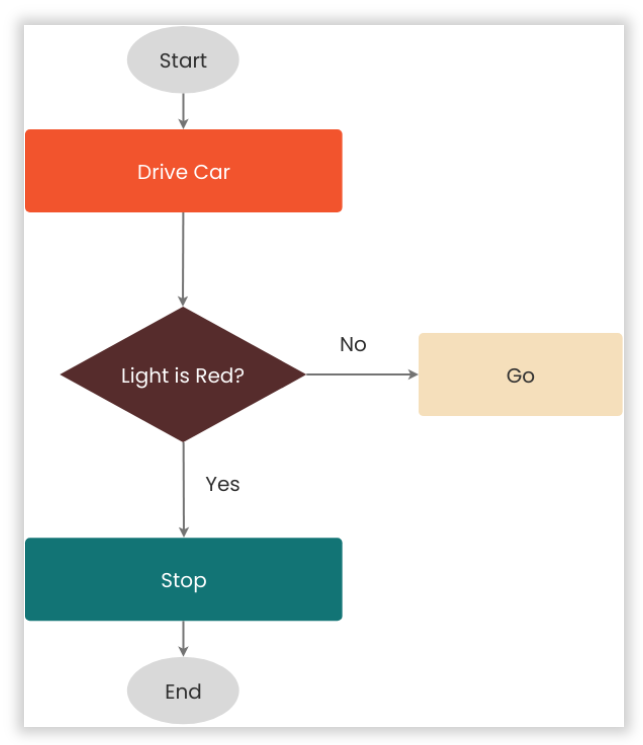 Start
Drive Car
Light is Red?
No
Go
Yes
Stop
End